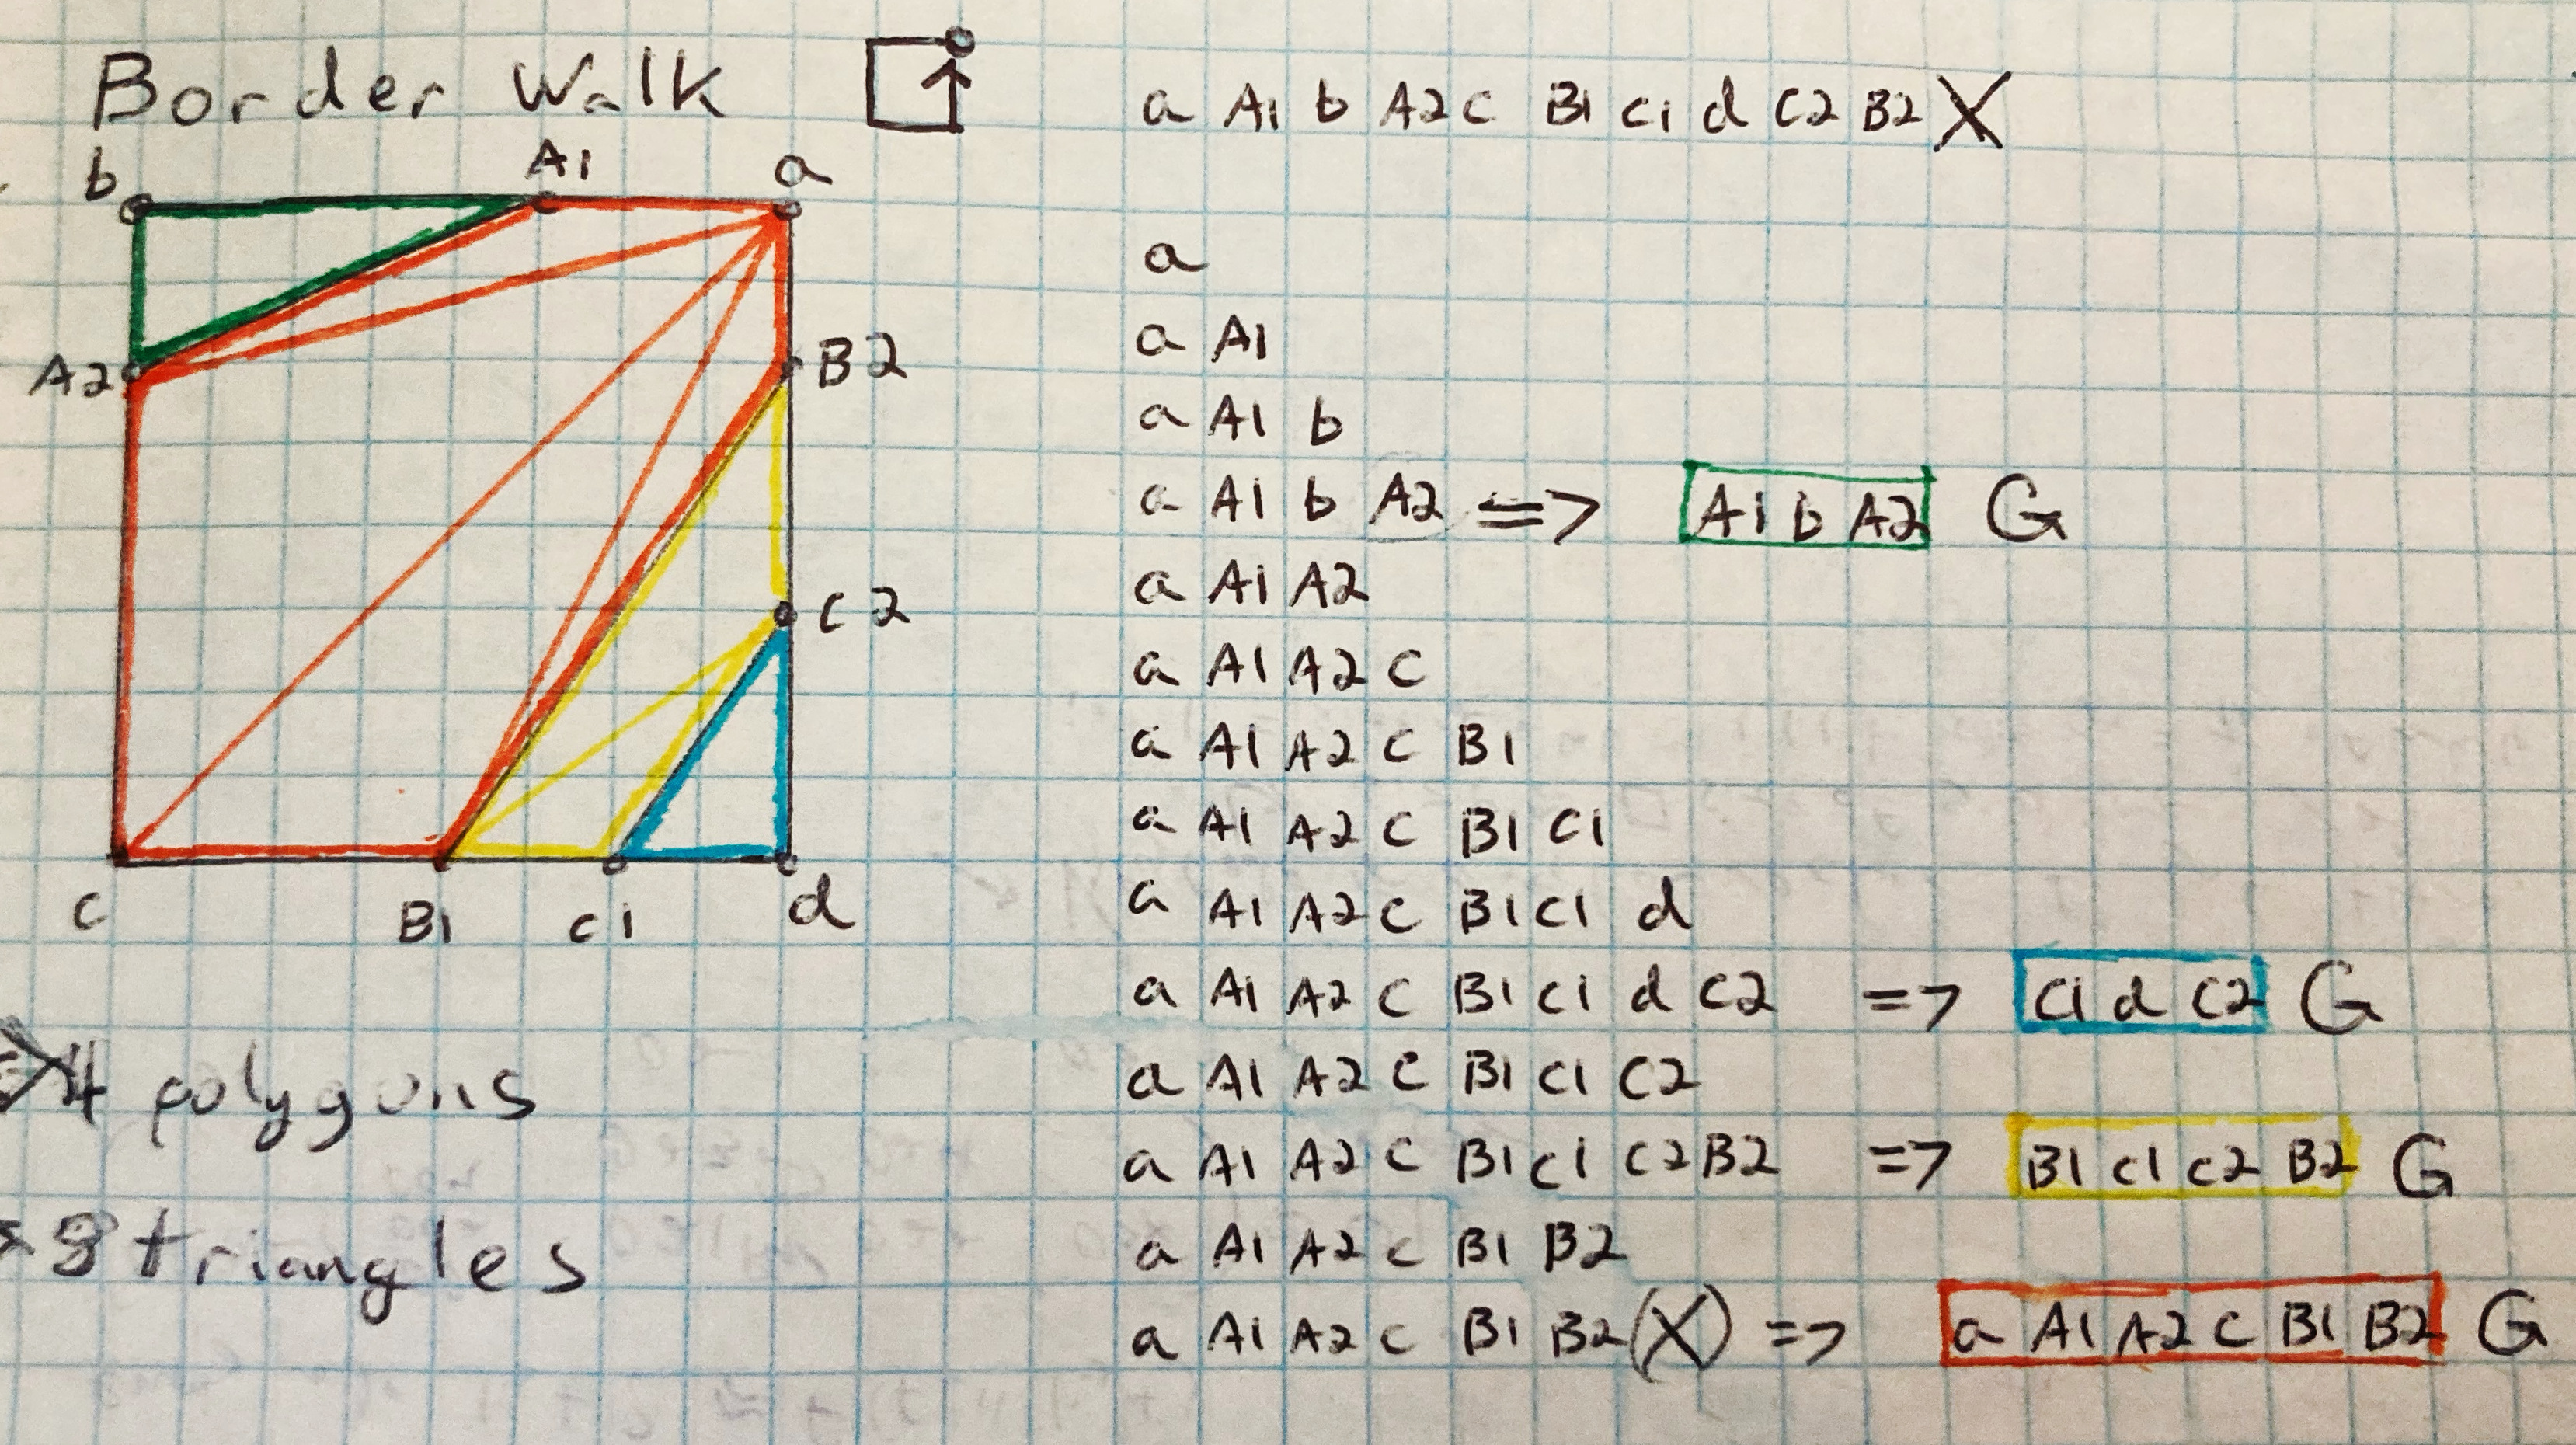 Border Walk
a A1 b A2 c B1 C1 d C2 B2 X
b A1 a
A2 B2
C2
c B1 C1 d
4 polygons
8 triangles
a
a A1
a A1 b
a A1 b A2 => A1 b A2 G
a A1 A2
a A1 A2 c
a A1 A2 c B1
a A1 A2 c B1 C1
a A1 A2 c B1 C1 d
a A1 A2 c B1 C1 d C2 => C1 d C2 G
a A1 A2 c B1 C1 C2
a A1 A2 c B1 C1 C2 B2 => B1 C1 C2 B2 G
a A1 A2 c B1 B2
a A1 A2 c B1 B2 (X) => a A1 A2 c B1 B2 G